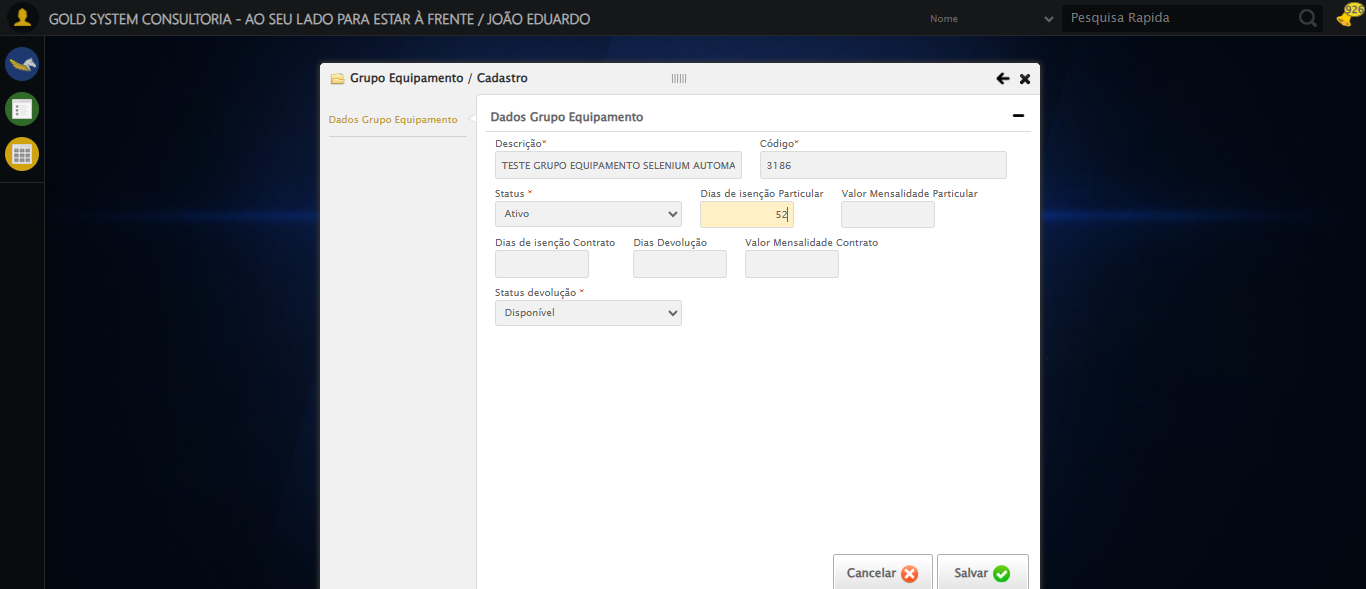 GOLD SYSTEM CONSULTORIA - AO SEU LADO PARA ESTAR À FRENTE / JOÃO EDUARDO
Nome
Pesquisa Rapida
926
Grupo Equipamento / Cadastro
Dados Grupo Equipamento
Dados Grupo Equipamento
Descrição*
Código*
TESTE GRUPO EQUIPAMENTO SELENIUM AUTOMA
3186
Status *
Dias de isenção Particular
Valor Mensalidade Particular
Ativo
52
Dias de isenção Contrato
Dias Devolução
Valor Mensalidade Contrato
Status devolução *
Disponível
Cancelar
Salvar